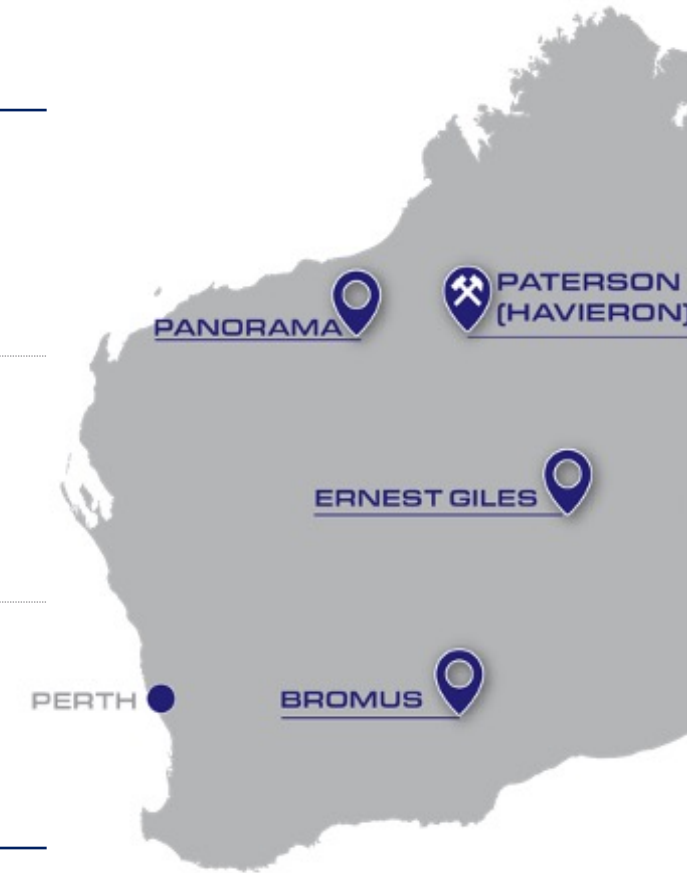 PATERSON
(HAVIERON)
PANORAMA
ERNEST GILES
PERTH
BROMUS